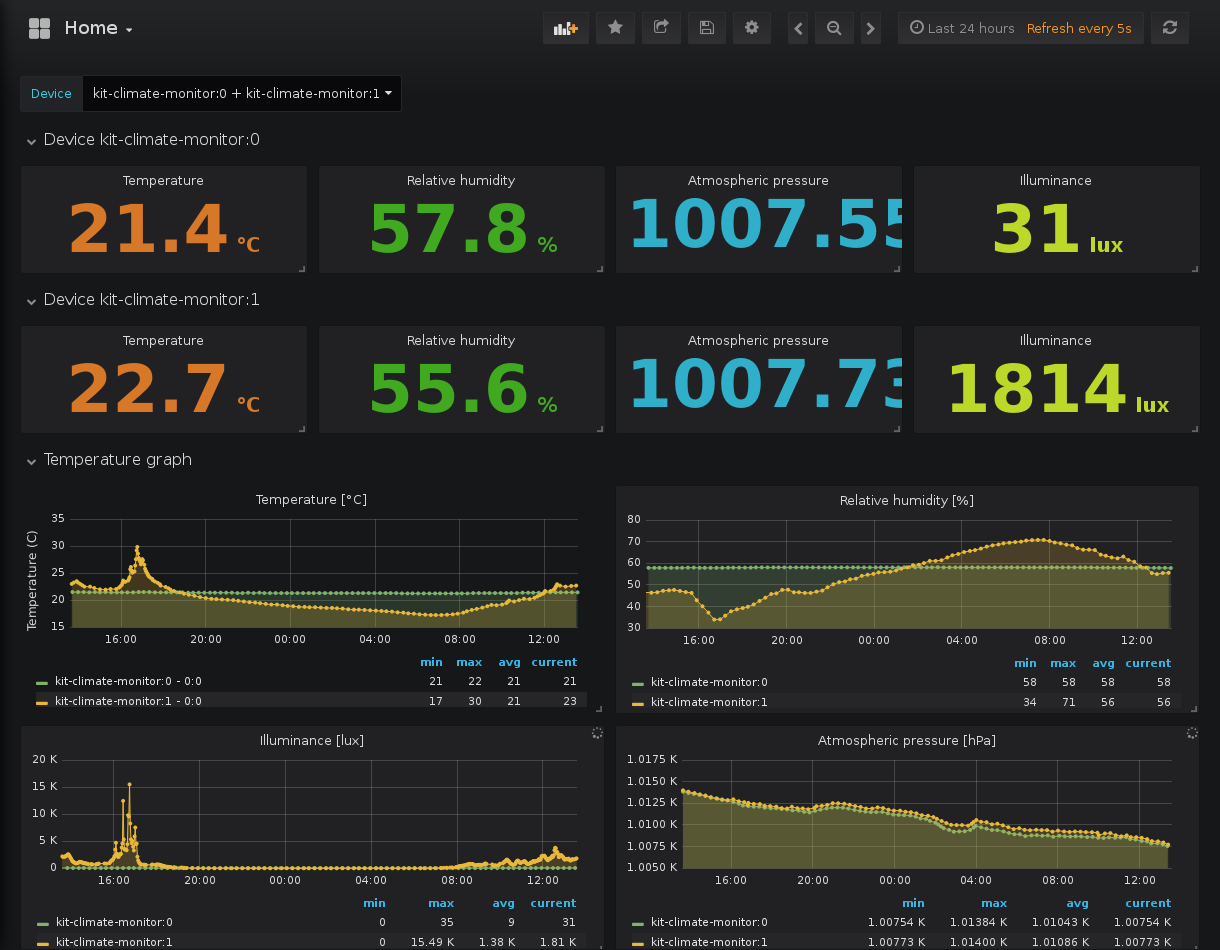 Home
Last 24 hours Refresh every 5s
Device kit-climate-monitor:0 + kit-climate-monitor:1
Device kit-climate-monitor:0
Temperature Relative humidity Atmospheric pressure Illuminance
21.4 °C 57.8 % 1007.55 31 lux
Device kit-climate-monitor:1
Temperature Relative humidity Atmospheric pressure Illuminance
22.7 °C 55.6 % 1007.73 1814 lux
Temperature graph
Temperature [°C]
Temperature (C)
35
30
25
20
15
16:00 20:00 00:00 04:00 08:00 12:00
min max avg current
kit-climate-monitor:0 - 0:0 21 22 21 21
kit-climate-monitor:1 - 0:0 17 30 21 23
Relative humidity [%]
80
70
60
50
40
30
16:00 20:00 00:00 04:00 08:00 12:00
min max avg current
kit-climate-monitor:0 58 58 58 58
kit-climate-monitor:1 34 71 56 56
Illuminance [lux]
20 K
15 K
10 K
5 K
0
16:00 20:00 00:00 04:00 08:00 12:00
min max avg current
kit-climate-monitor:0 0 35 9 31
kit-climate-monitor:1 0 15.49 K 1.38 K 1.81 K
Atmospheric pressure [hPa]
1.0175 K
1.0150 K
1.0125 K
1.0100 K
1.0075 K
1.0050 K
16:00 20:00 00:00 04:00 08:00 12:00
min max avg current
kit-climate-monitor:0 1.00754 K 1.01384 K 1.01043 K 1.00754 K
kit-climate-monitor:1 1.00773 K 1.01400 K 1.01086 K 1.00773 K